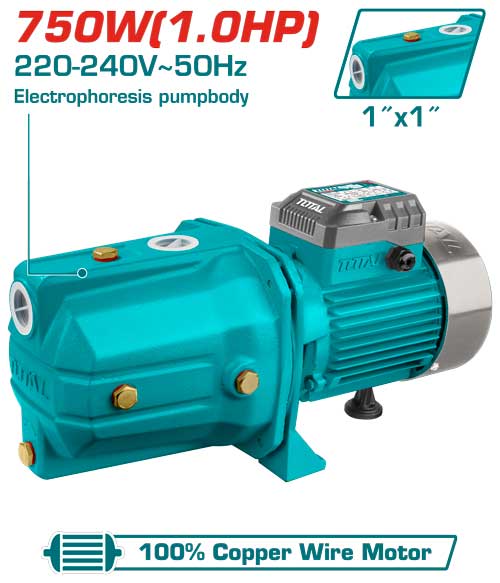 750W(1.0HP)
220-240V~50Hz
Electrophoresis pumpbody
1″x1″
TOTAL
TOTAL
TOTAL
100% Copper Wire Motor